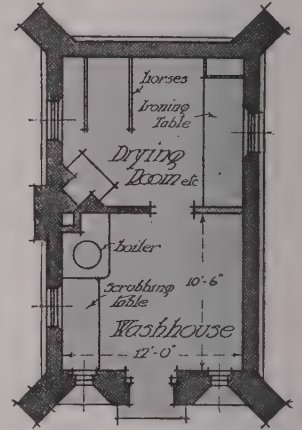 horses
Ironing
Table
Drying
Room etc
boiler
10'-6"
Scrubbing
table
Washhouse
12'-0"